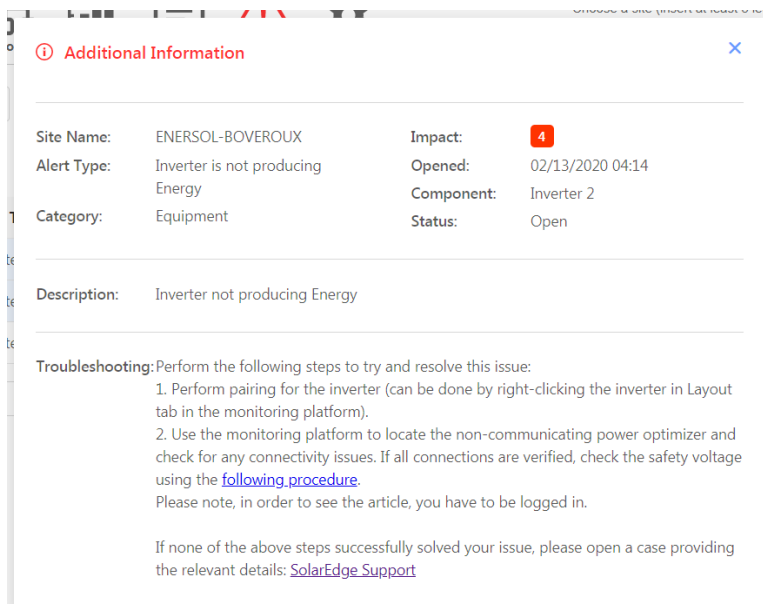 Additional Information
Site Name: ENERSOL-BOVEROUX Impact: 4
Alert Type: Inverter is not producing Opened: 02/13/2020 04:14
Energy Component: Inverter 2
Category: Equipment Status: Open
Description: Inverter not producing Energy
Troubleshooting: Perform the following steps to try and resolve this issue:
1. Perform pairing for the inverter (can be done by right-clicking the inverter in Layout
tab in the monitoring platform).
2. Use the monitoring platform to locate the non-communicating power optimizer and
check for any connectivity issues. If all connections are verified, check the safety voltage
using the following procedure.
Please note, in order to see the article, you have to be logged in.
If none of the above steps successfully solved your issue, please open a case providing
the relevant details: SolarEdge Support